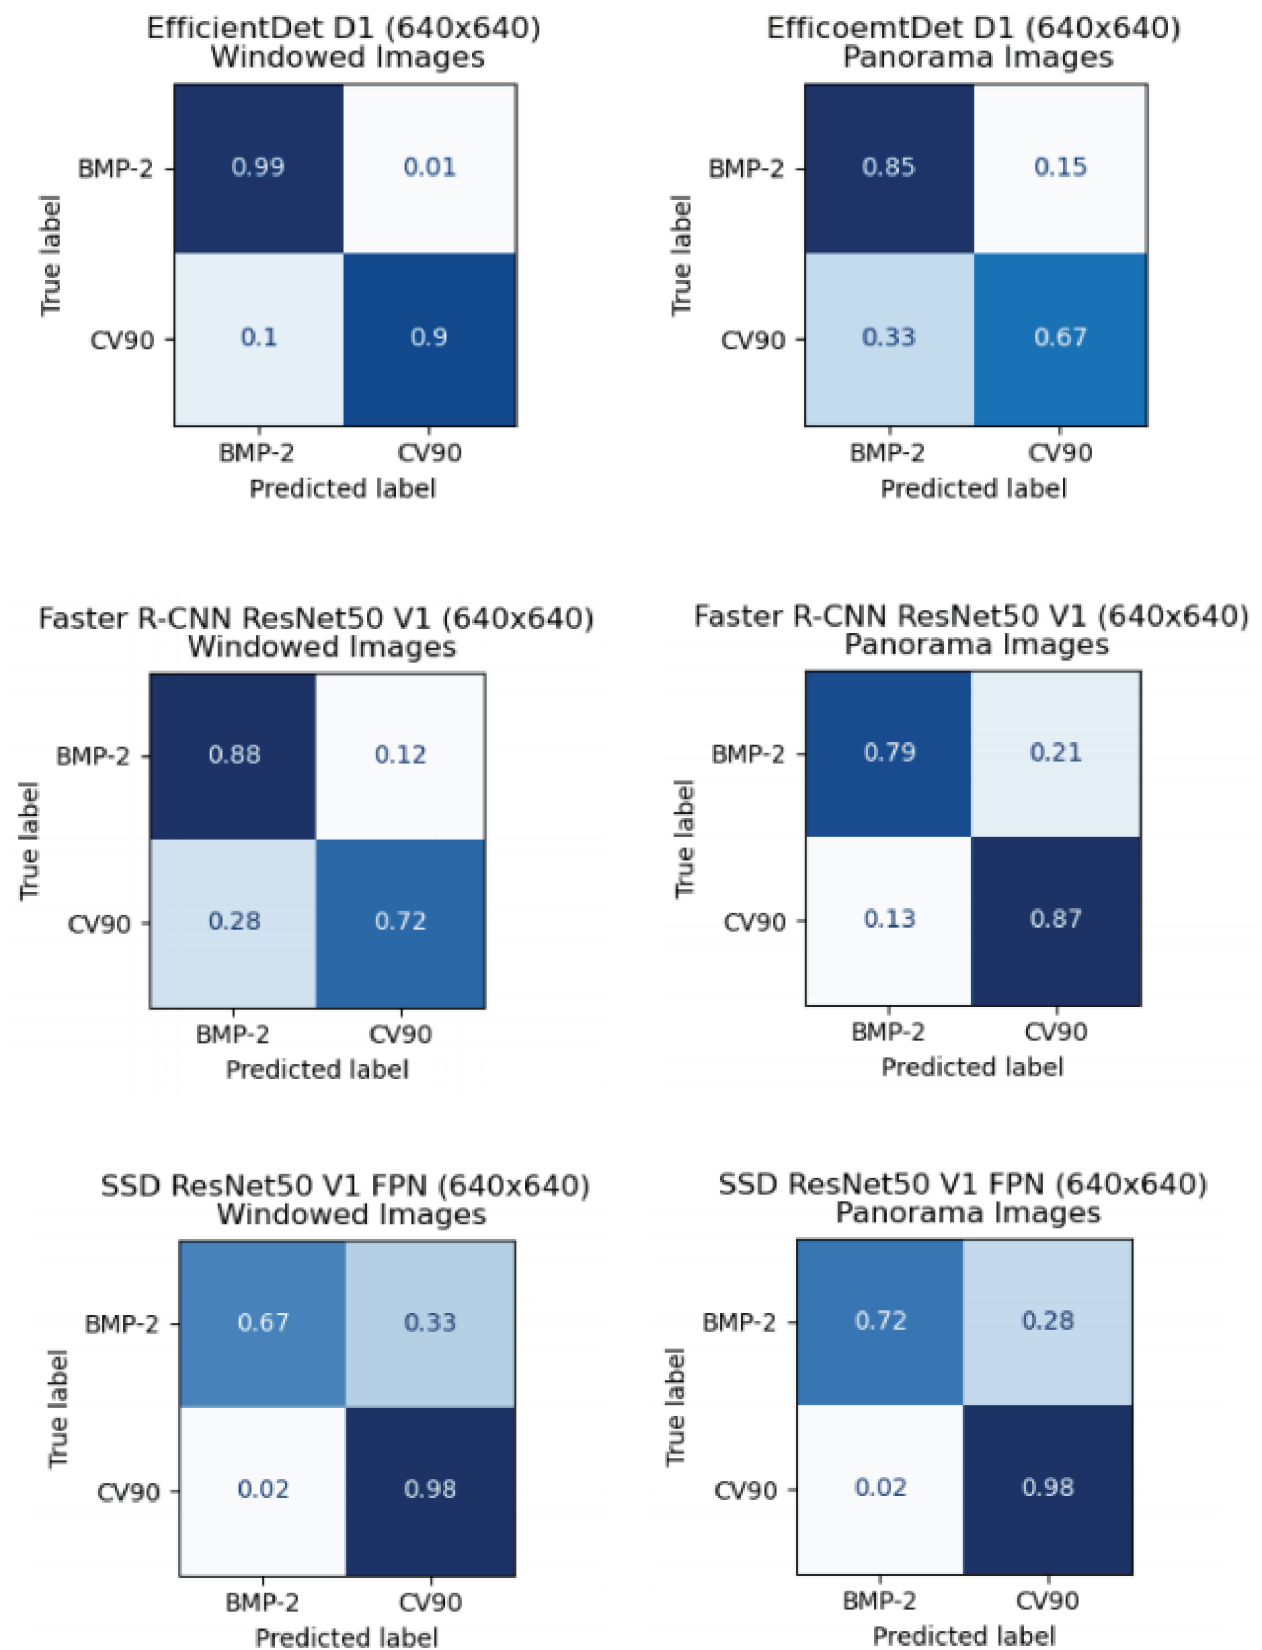 EfficientDet D1 (640x640)
Windowed Images
True label
BMP-2
0.99 0.01
CV90
0.1 0.9
BMP-2 CV90
Predicted label
EfficoemtDet D1 (640x640)
Panorama Images
True label
BMP-2
0.85 0.15
CV90
0.33 0.67
BMP-2 CV90
Predicted label
Faster R-CNN ResNet50 V1 (640x640)
Windowed Images
True label
BMP-2
0.88 0.12
CV90
0.28 0.72
BMP-2 CV90
Predicted label
Faster R-CNN ResNet50 V1 (640x640)
Panorama Images
True label
BMP-2
0.79 0.21
CV90
0.13 0.87
BMP-2 CV90
Predicted label
SSD ResNet50 V1 FPN (640x640)
Windowed Images
True label
BMP-2
0.67 0.33
CV90
0.02 0.98
BMP-2 CV90
Predicted label
SSD ResNet50 V1 FPN (640x640)
Panorama Images
True label
BMP-2
0.72 0.28
CV90
0.02 0.98
BMP-2 CV90
Predicted label